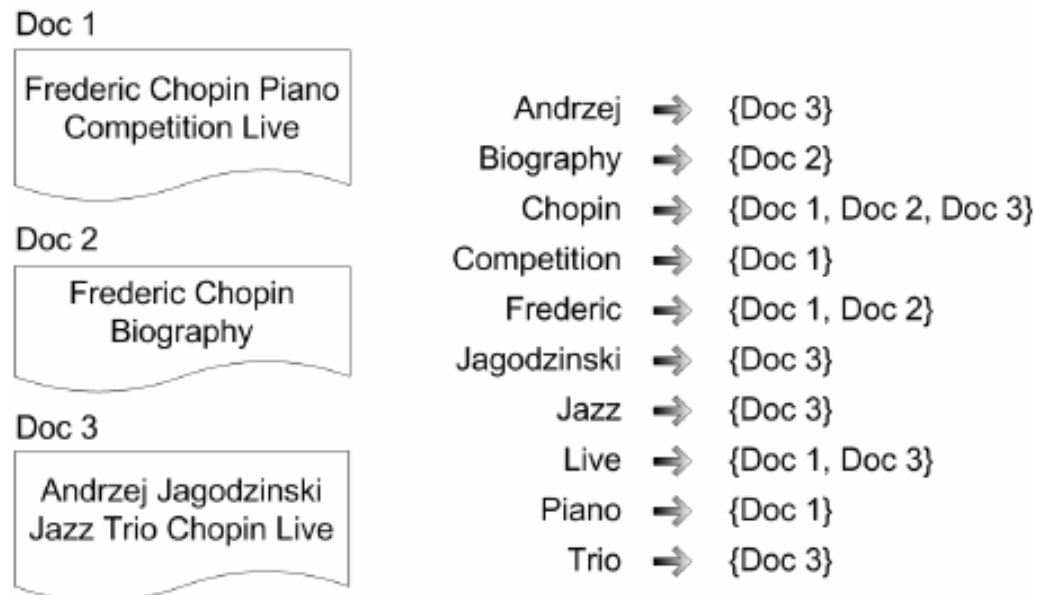 Doc 1
Frederic Chopin Piano
Competition Live
Doc 2
Frederic Chopin
Biography
Doc 3
Andrzej Jagodzinski
Jazz Trio Chopin Live
Andrzej {Doc 3}
Biography {Doc 2}
Chopin {Doc 1, Doc 2, Doc 3}
Competition {Doc 1}
Frederic {Doc 1, Doc 2}
Jagodzinski {Doc 3}
Jazz {Doc 3}
Live {Doc 1, Doc 3}
Piano {Doc 1}
Trio {Doc 3}